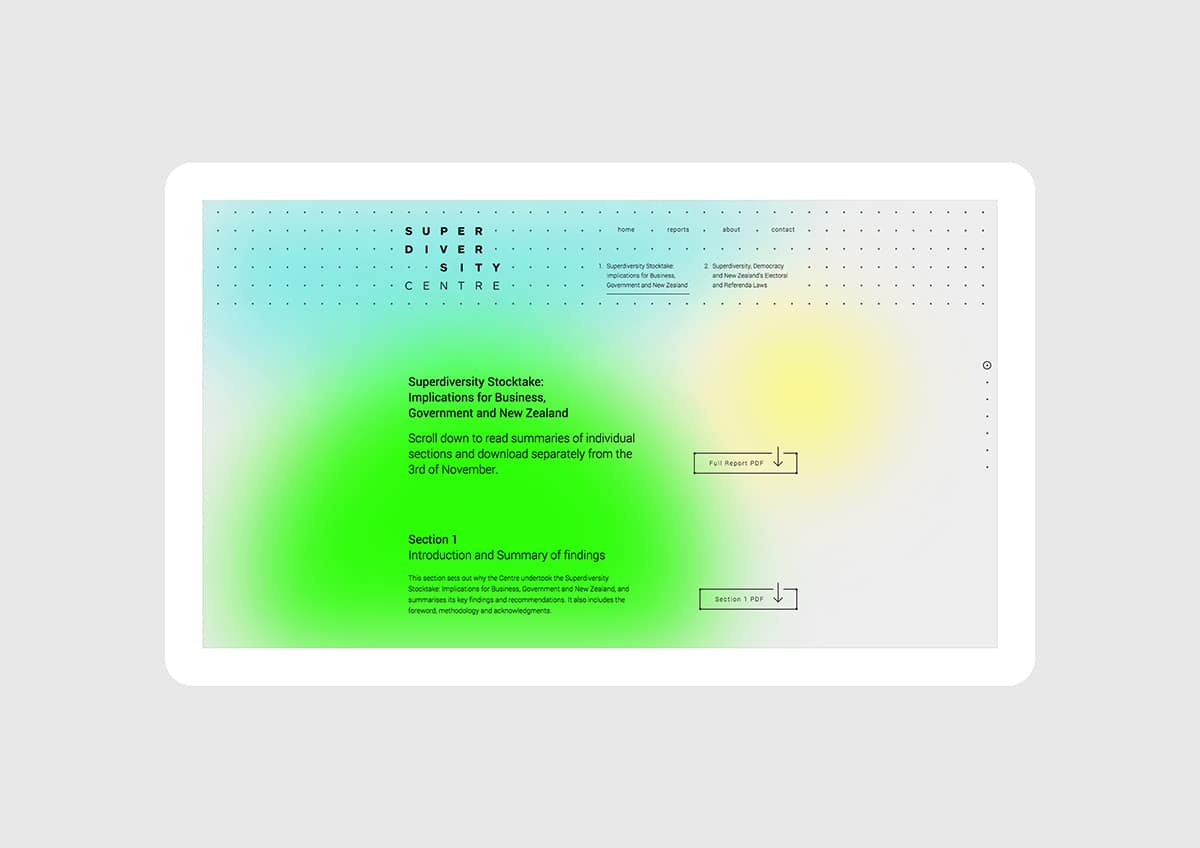 SUPER
DIVER
SITY
CENTRE
home reports about contact
1. Superdiversity Stocktake:
Implications for Business,
Government and New Zealand
2. Superdiversity, Democracy
and New Zealand's Electoral
and Referenda Laws
Superdiversity Stocktake:
Implications for Business,
Government and New Zealand
Scroll down to read summaries of individual
sections and download separately from the
3rd of November.
Full Report PDF
Section 1
Introduction and Summary of findings
This section sets out why the Centre undertook the Superdiversity
Stocktake: Implications for Business, Government and New Zealand, and
summarises its key findings and recommendations. It also includes the
foreword, methodology and acknowledgments.
Section 1 PDF